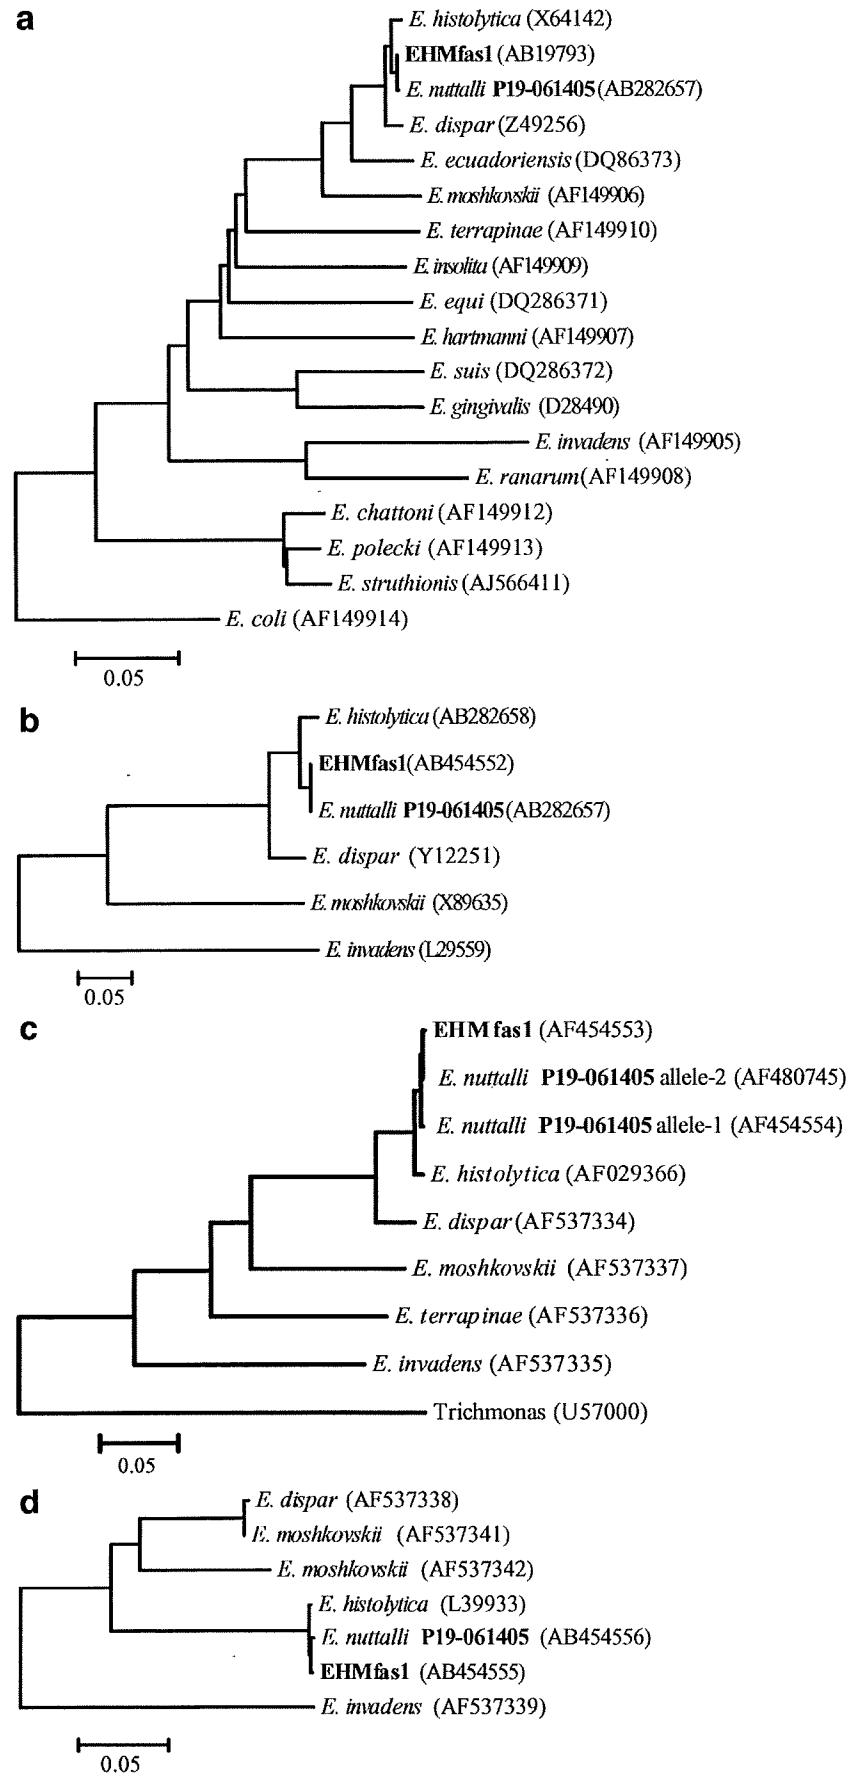 a
E. histolytica (X64142)
EHMfas1 (AB19793)
E. nuttalli P19-061405 (AB282657)
E. dispar (Z49256)
E. ecuadoriensis (DQ86373)
E. moshkovskii (AF149906)
E. terrapinae (AF149910)
E. insolita (AF149909)
E. equi (DQ286371)
E. hartmanni (AF149907)
E. suis (DQ286372)
E. gingivalis (D28490)
E. invadens (AF149905)
E. ranarum (AF149908)
E. chattoni (AF149912)
E. polecki (AF149913)
E. struthionis (AJ566411)
E. coli (AF149914)
0.05
b
E. histolytica (AB282658)
EHMfas1 (AB454552)
E. nuttalli P19-061405 (AB282657)
E. dispar (Y12251)
E. moshkovskii (X89635)
E. invadens (L29559)
0.05
c
EHMfas1 (AF454553)
E. nuttalli P19-061405 allele-2 (AF480745)
E. nuttalli P19-061405 allele-1 (AF454554)
E. histolytica (AF029366)
E. dispar (AF537334)
E. moshkovskii (AF537337)
E. terrapinae (AF537336)
E. invadens (AF537335)
Trichmonas (U57000)
0.05
d
E. dispar (AF537338)
E. moshkovskii (AF537341)
E. moshkovskii (AF537342)
E. histolytica (L39933)
E. nuttalli P19-061405 (AB454556)
EHMfas1 (AB454555)
E. invadens (AF537339)
0.05